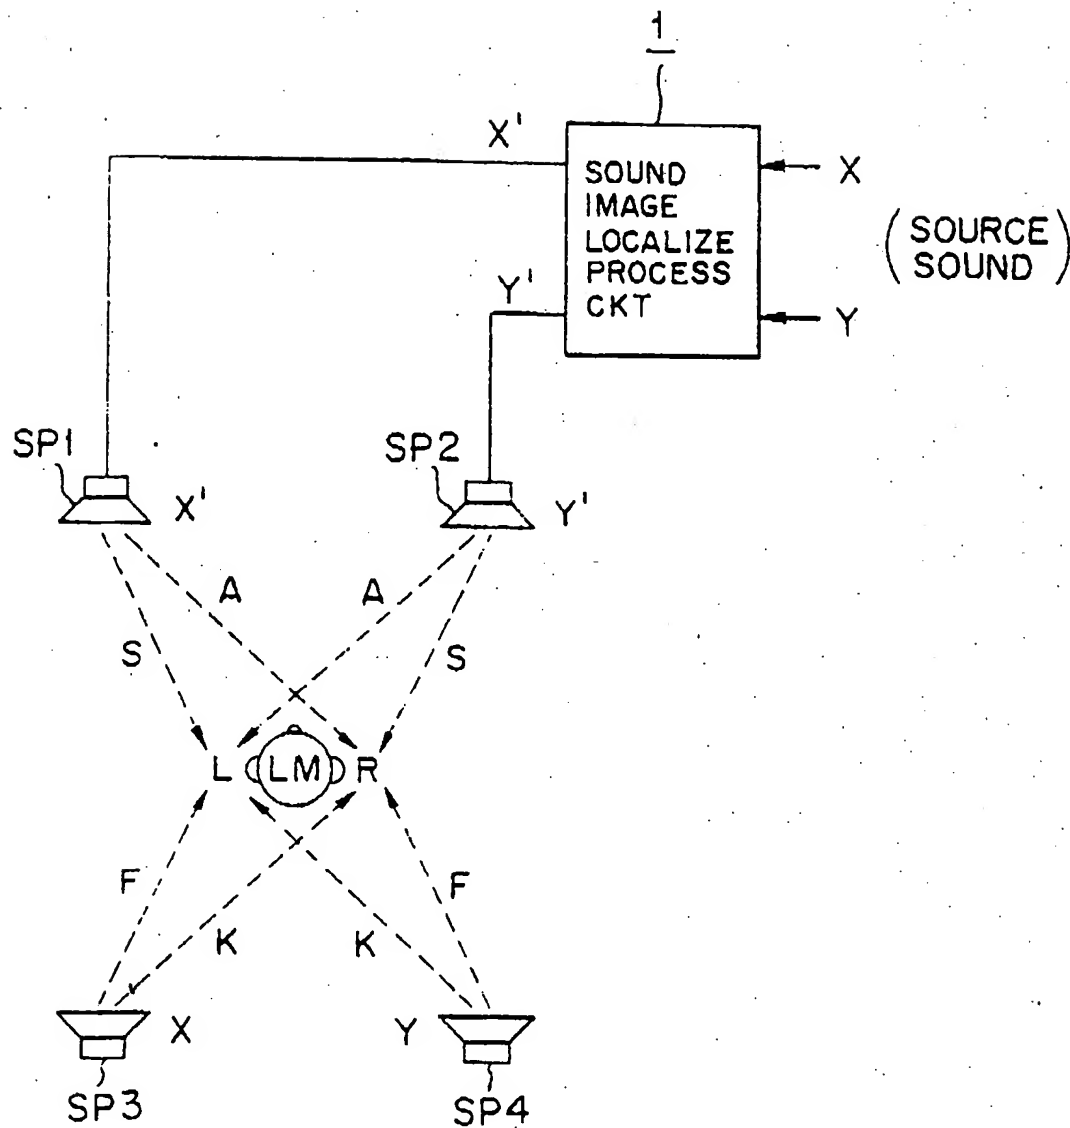 1
X'
SOUND
IMAGE
LOCALIZE
PROCESS
CKT
X
(SOURCE
SOUND)
Y'
Y
SP1
X'
SP2
Y'
A
A
S
S
L
LM
R
F
F
K
K
X
Y
SP3
SP4